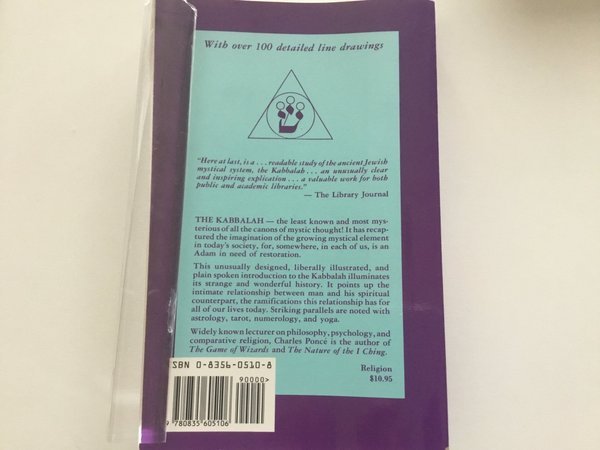 With over 100 detailed line drawings
ש
"Here at last, is a . . . readable study of the ancient Jewish
mystical system, the Kabbalah . . . an unusually clear
and inspiring explication . . . a valuable work for both
public and academic libraries."
— The Library Journal
THE KABBALAH — the least known and most mys-
terious of all the canons of mystic thought! It has recap-
tured the imagination of the growing mystical element
in today's society, for, somewhere, in each of us, is an
Adam in need of restoration.
This unusually designed, liberally illustrated, and
plain spoken introduction to the Kabbalah illuminates
its strange and wonderful history. It points up the
intimate relationship between man and his spiritual
counterpart, the ramifications this relationship has for
all of our lives today. Striking parallels are noted with
astrology, tarot, numerology, and yoga.
Widely known lecturer on philosophy, psychology, and
comparative religion, Charles Poncé is the author of
The Game of Wizards and The Nature of the I Ching.
Religion
$10.95
ISBN 0-8356-0510-8
90000>
9 780835 605106